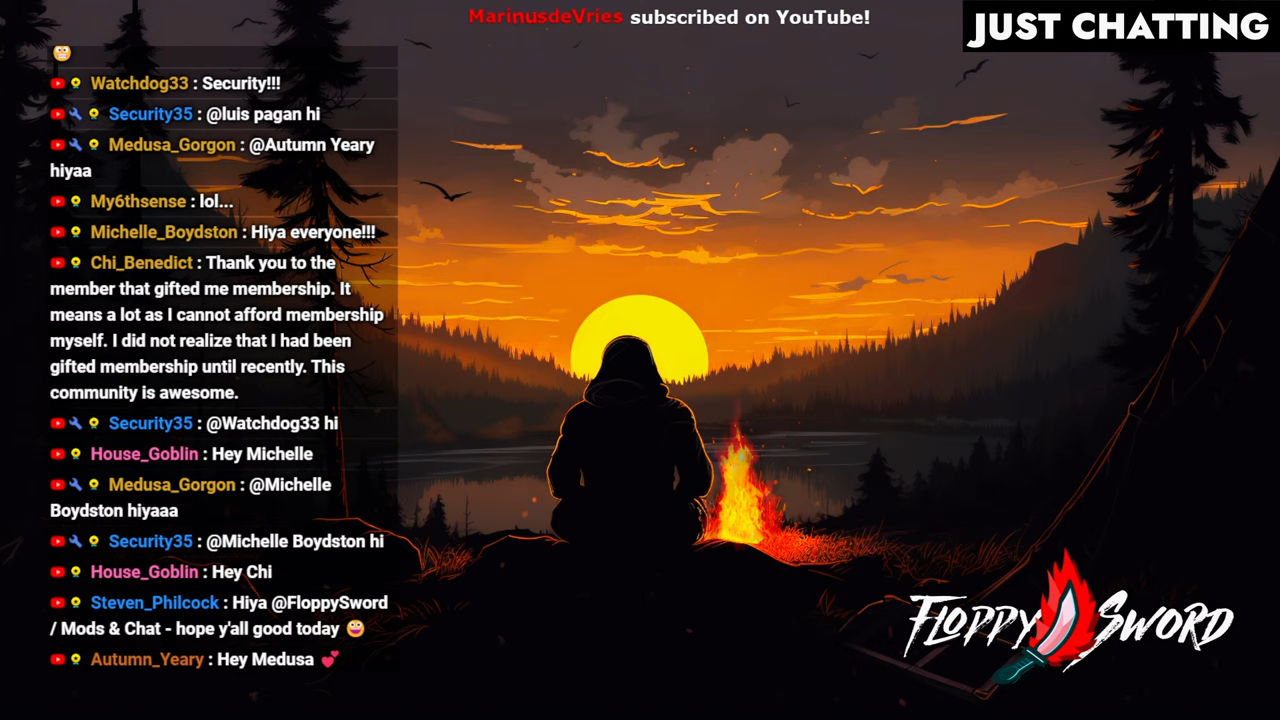 MarinusdeVries subscribed on YouTube!
JUST CHATTING
Watchdog33 : Security!!!
Security35 : @luis pagan hi
Medusa_Gorgon : @Autumn Yeary
hiyaa
My6thsense : lol...
Michelle_Boydston : Hiya everyone!!!
Chi_Benedict : Thank you to the
member that gifted me membership. It
means a lot as I cannot afford membership
myself. I did not realize that I had been
gifted membership until recently. This
community is awesome.
Security35 : @Watchdog33 hi
House_Goblin : Hey Michelle
Medusa_Gorgon : @Michelle
Boydston hiyaaa
Security35 : @Michelle Boydston hi
House_Goblin : Hey Chi
Steven_Philcock : Hiya @FloppySword
/ Mods & Chat - hope y'all good today 😀
Autumn_Yeary : Hey Medusa 💕
FLOPPY SWORD